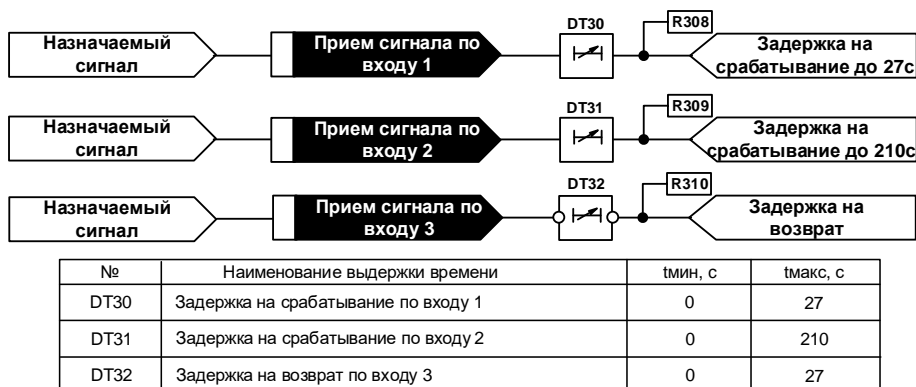 DT30
R308
Назначаемый
сигнал
Прием сигнала по
входу 1
Задержка на
срабатывание до 27с
DT31
R309
Назначаемый
сигнал
Прием сигнала по
входу 2
Задержка на
срабатывание до 210с
DT32
R310
Назначаемый
сигнал
Прием сигнала по
входу 3
Задержка на
возврат
№ Наименование выдержки времени tмин, с tмакс, с
DT30 Задержка на срабатывание по входу 1 0 27
DT31 Задержка на срабатывание по входу 2 0 210
DT32 Задержка на возврат по входу 3 0 27